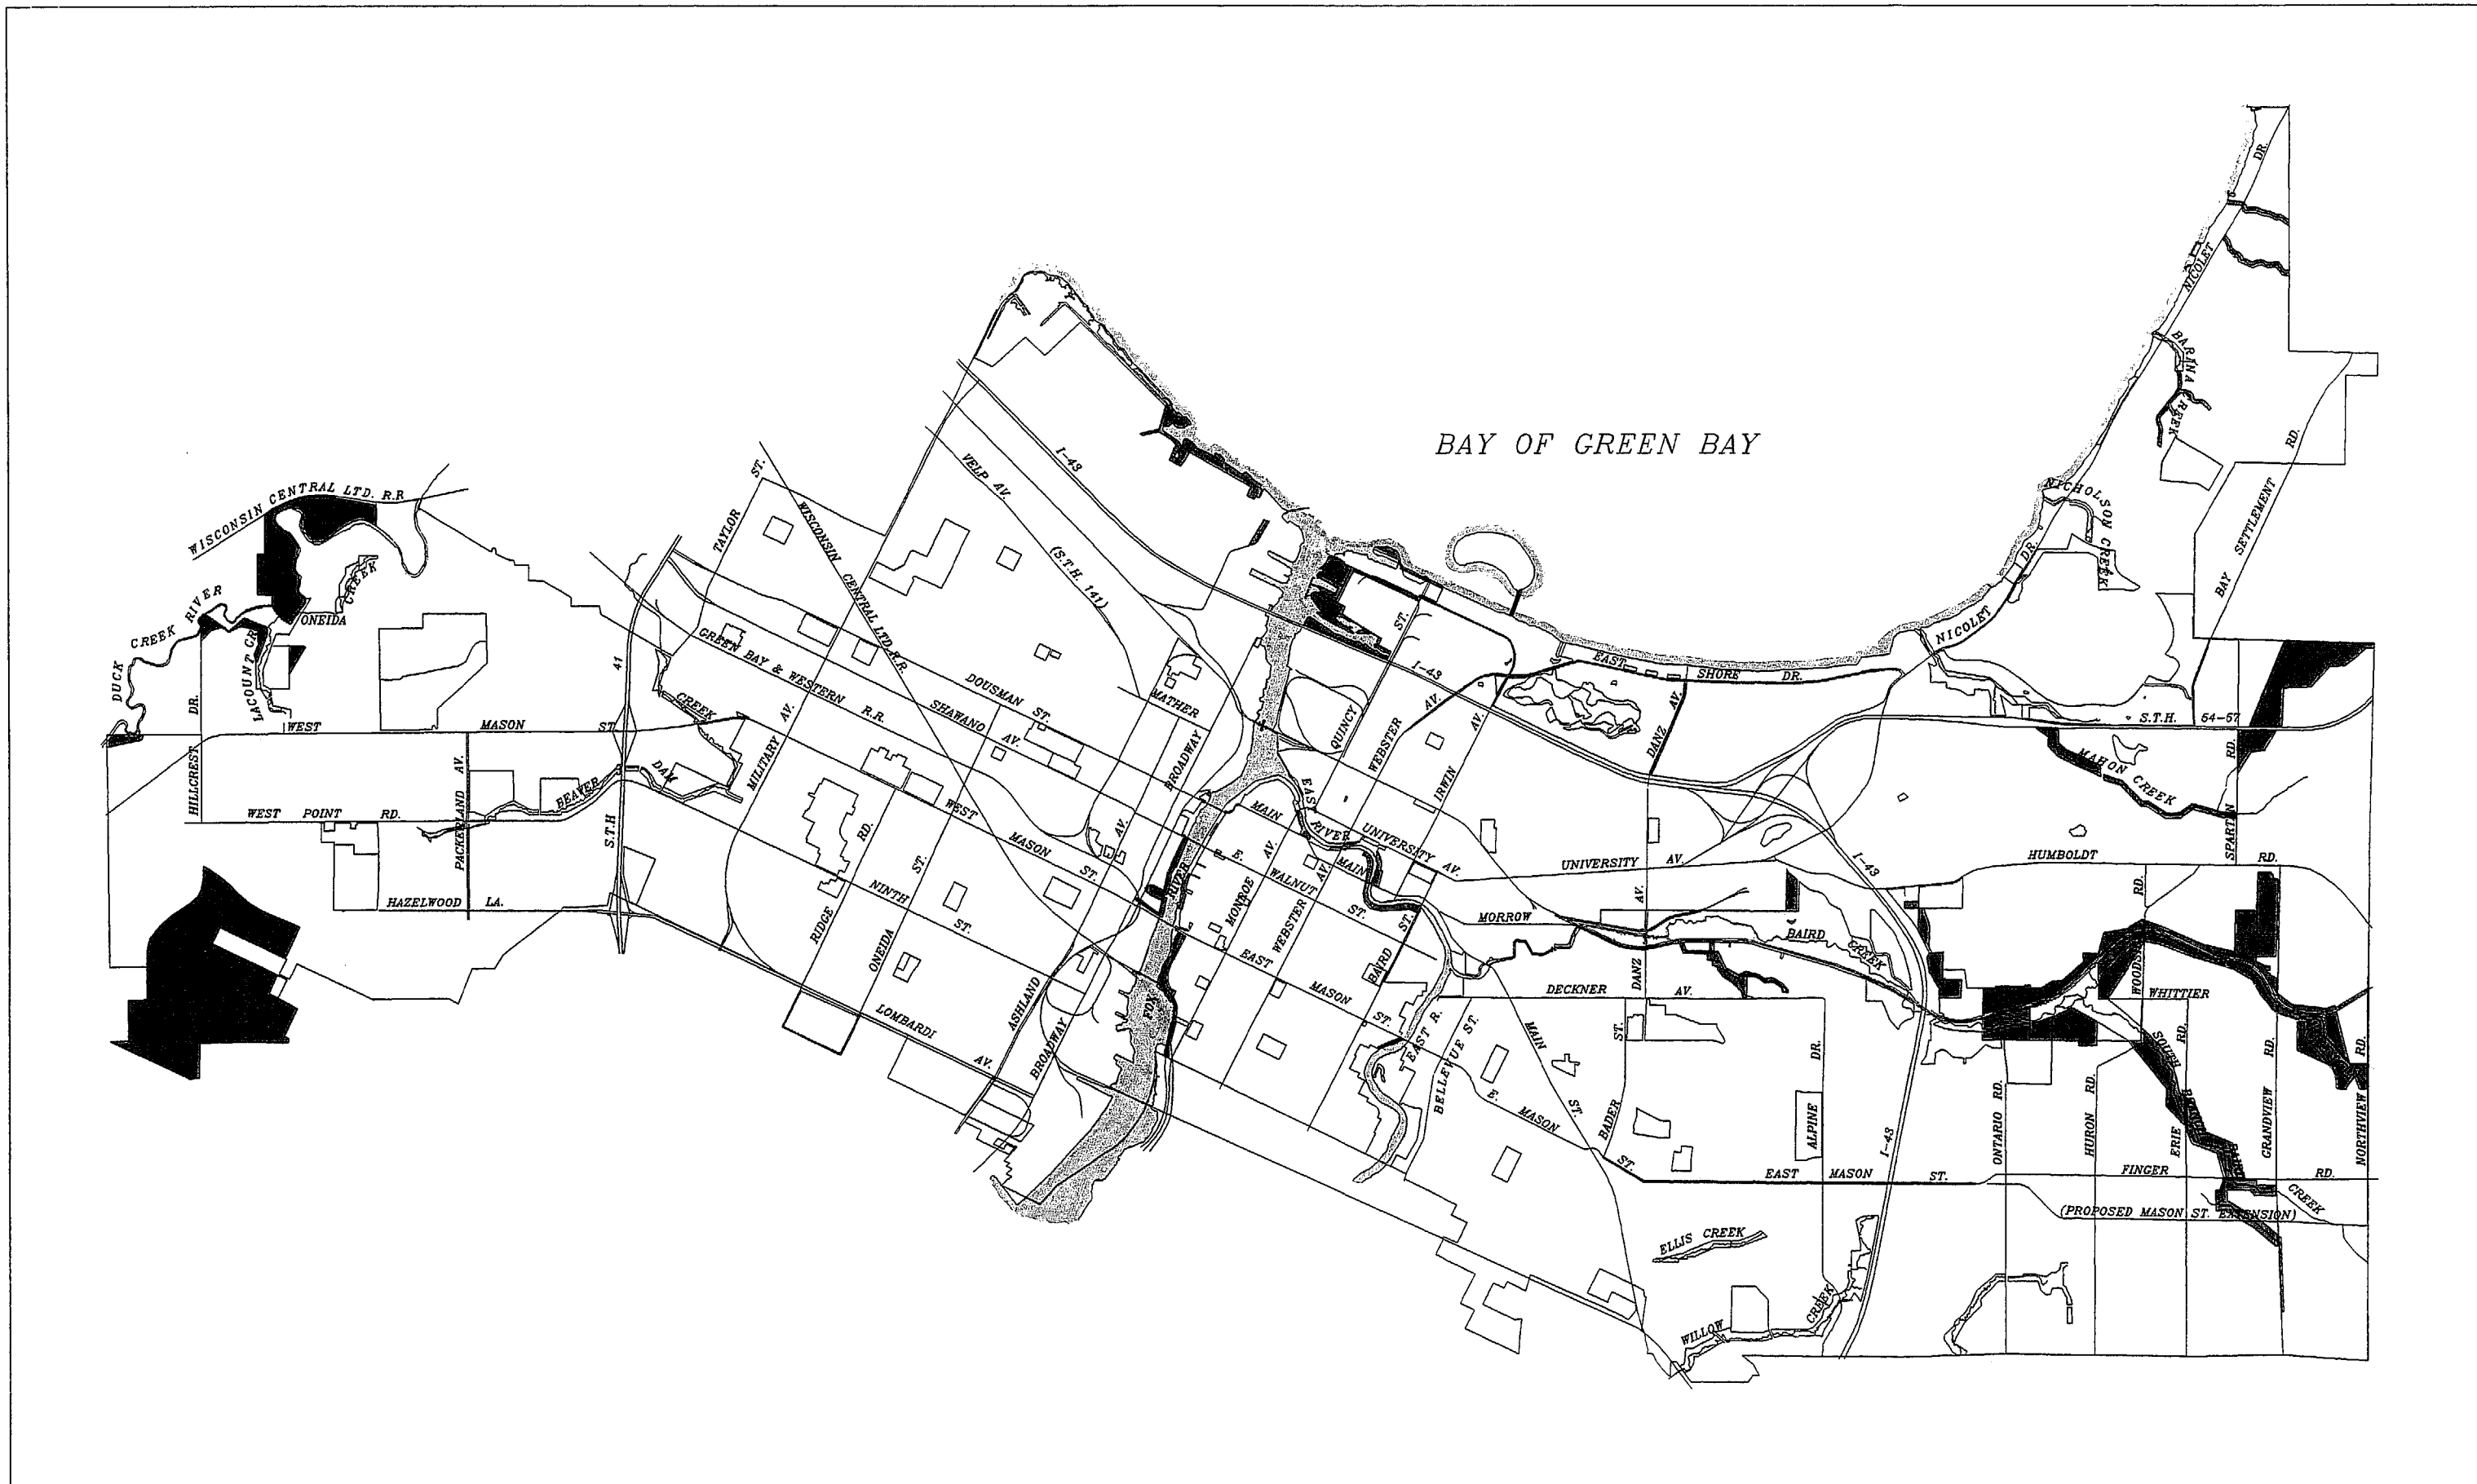 BAY OF GREEN BAY
NICOLET DR.
BARINA CREEK
BAY SETTLEMENT RD.
NICHOLSON CREEK
NICOLET DR.
WISCONSIN CENTRAL LTD. R.R
DUCK CREEK RIVER
ONEIDA
CREEK
LACOUNT CR
HILLCREST DR.
WEST MASON ST
WEST POINT RD.
PACKERLAND AV.
HAZELWOOD LA.
BEAVER DAM CREEK
S.T.H 41
TAYLOR ST.
WISCONSIN CENTRAL LTD. R.R.
VELP AV.
(S.T.H. 141)
I-43
GREEN BAY & WESTERN R.R.
SHAWANO AV.
DOUSMAN ST
MATHER
BROADWAY
MILITARY AV.
RIDGE RD.
ONEIDA ST.
WEST MASON ST.
NINTH ST.
LOMBARDI AV.
ASHLAND AV.
BROADWAY
FOX RIVER
QUINCY ST.
WEBSTER AV.
IRWIN AV.
I-43
EAST SHORE DR.
DANZ AV.
EAST RIVER
MAIN
MAIN ST.
UNIVERSITY AV.
UNIVERSITY AV.
E. WALNUT ST.
MONROE AV.
WEBSTER AV.
EAST MASON ST.
BAIRD ST.
MORROW
BAIRD CREEK
DANZ AV.
DECKNER AV.
EAST R.
BELLEVUE ST.
MAIN ST.
BADER ST.
ALPINE DR.
E. MASON ST.
EAST MASON ST.
I-43
I-43
S.T.H. 54-57
MAHON CREEK
SPARTAN RD.
HUMBOLDT RD.
WOODS RD.
WHITTIER
SOUTH BRANCH BAIRD CREEK
ONTARIO RD.
HURON RD.
ERIE RD.
GRANDVIEW RD.
NORTHVIEW RD.
FINGER RD.
(PROPOSED MASON ST. EXTENSION)
ELLIS CREEK
WILLOW CREEK